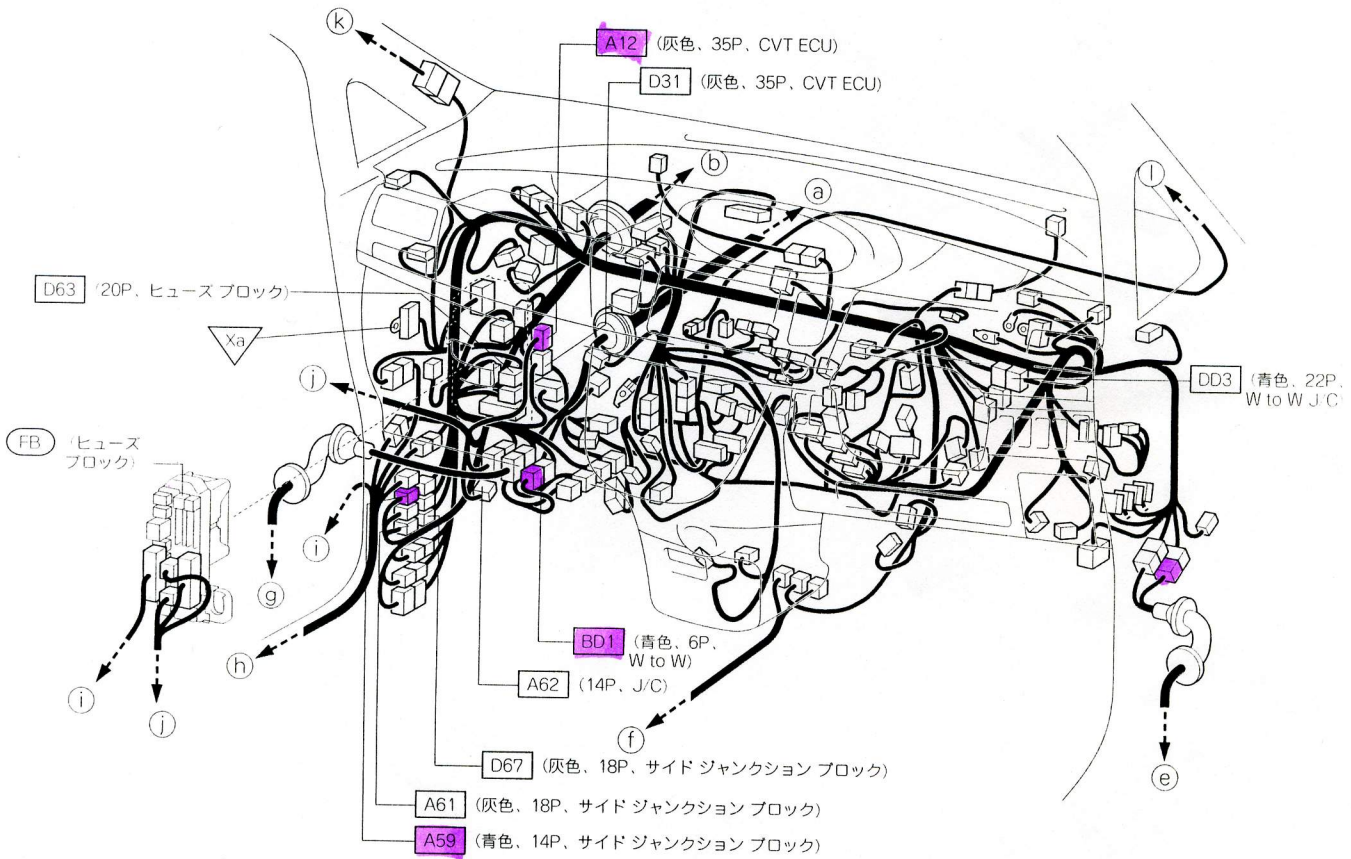 k
A12 (灰色、35P、CVT ECU)
D31 (灰色、35P、CVT ECU)
b
a
l
D63 (20P、ヒューズ ブロック)
Xa
j
DD3 (青色、22P、
W to W J/C)
FB (ヒューズ
ブロック)
i
g
h
BD1 (青色、6P、
W to W)
A62 (14P、J/C)
i
j
f
e
D67 (灰色、18P、サイド ジャンクション ブロック)
A61 (灰色、18P、サイド ジャンクション ブロック)
A59 (青色、14P、サイド ジャンクション ブロック)